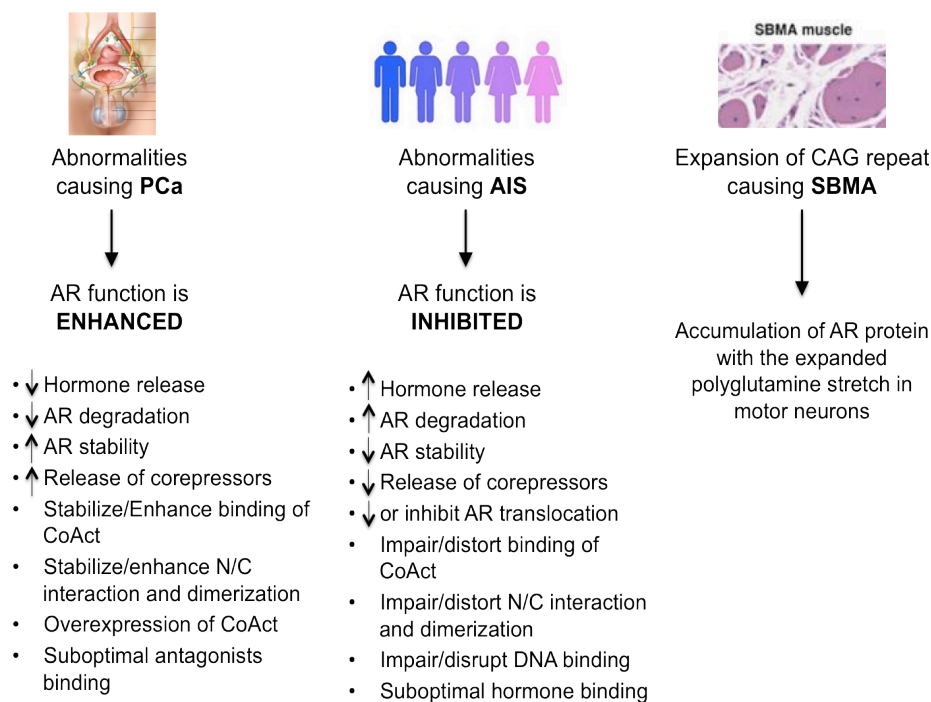 SBMA muscle
Abnormalities
causing PCa
AR function is
ENHANCED
• ↓ Hormone release
• ↓ AR degradation
• ↑ AR stability
• ↑ Release of corepressors
• Stabilize/Enhance binding of
CoAct
• Stabilize/enhance N/C
interaction and dimerization
• Overexpression of CoAct
• Suboptimal antagonists
binding
Abnormalities
causing AIS
AR function is
INHIBITED
• ↑ Hormone release
• ↑ AR degradation
• ↓ AR stability
• ↓ Release of corepressors
• ↓ or inhibit AR translocation
• Impair/distort binding of
CoAct
• Impair/distort N/C interaction
and dimerization
• Impair/disrupt DNA binding
• Suboptimal hormone binding
Expansion of CAG repeat
causing SBMA
Accumulation of AR protein
with the expanded
polyglutamine stretch in
motor neurons